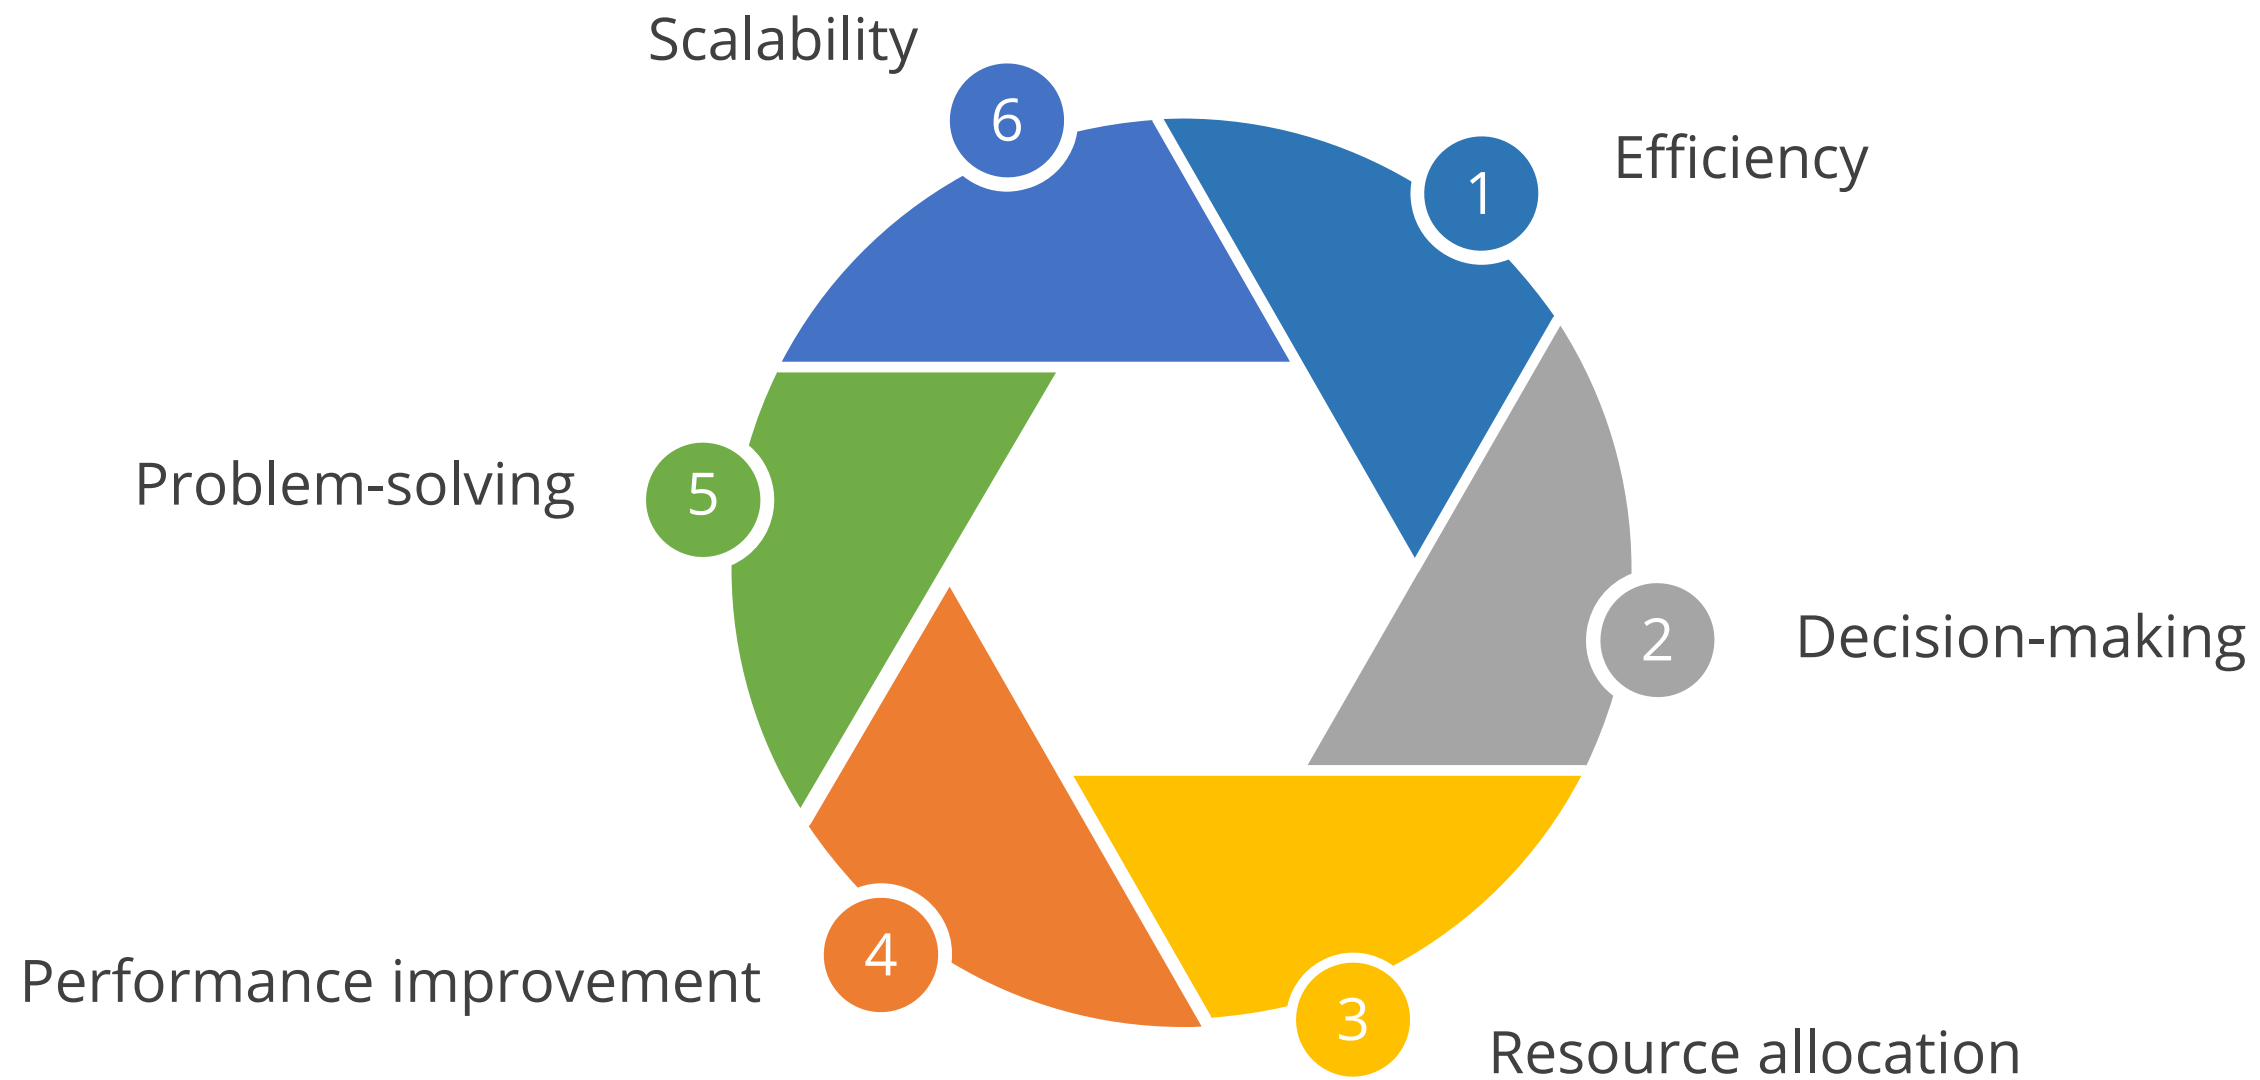 Scalability
6
1
Efficiency
Problem-solving
5
2
Decision-making
4
Performance improvement
3
Resource allocation